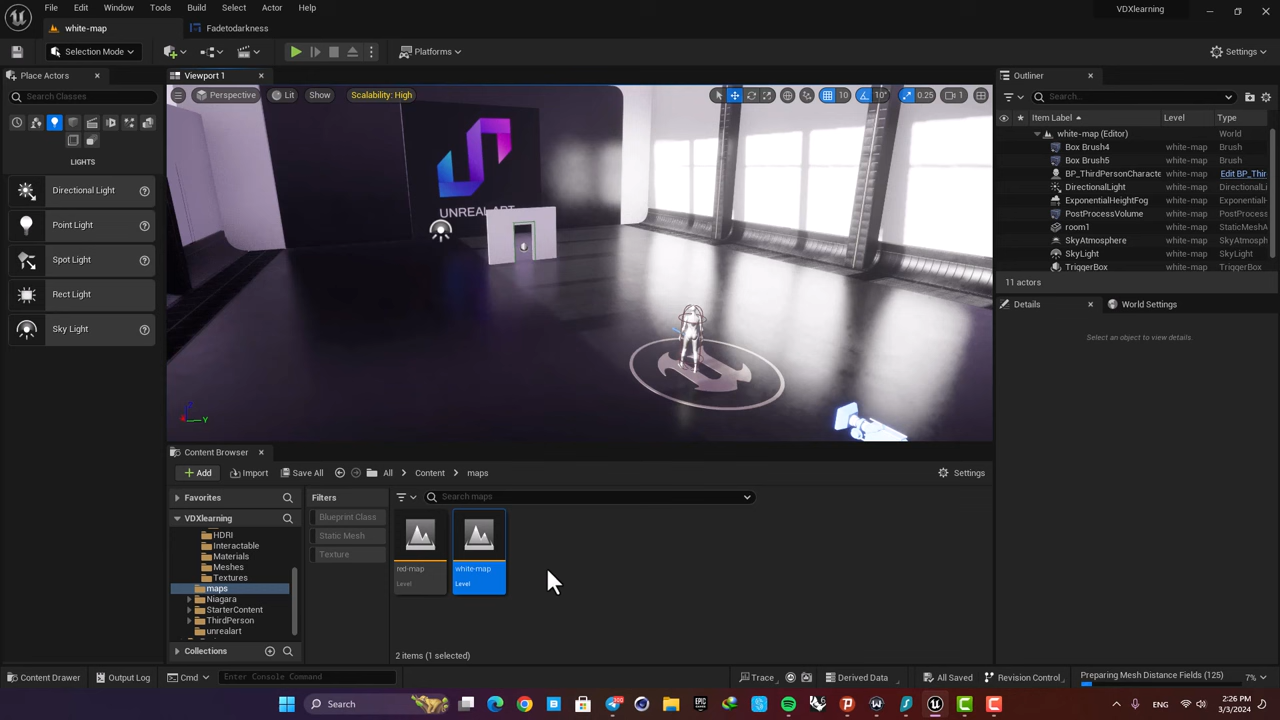 File Edit Window Tools Build Select Actor Help VDXlearning
white-map Fadetodarkness
Selection Mode Platforms Settings
Place Actors Viewport 1 Outliner
Search Classes Perspective Lit Show Scalability: High 10 10° 0.25 1 Search...
Item Label Level Type
LIGHTS
white-map (Editor) World
Box Brush4 white-map Brush
Box Brush5 white-map Brush
BP_ThirdPersonCharacte white-map Edit BP_Thir
DirectionalLight white-map DirectionalLi
ExponentialHeightFog white-map ExponentialH
PostProcessVolume white-map PostProcessV
room1 white-map StaticMeshA
SkyAtmosphere white-map SkyAtmosph
SkyLight white-map SkyLight
TriggerBox white-map TriggerBox
11 actors
Directional Light
Point Light
Spot Light
Rect Light
Sky Light
UNREAL ART
Z
Y
Details World Settings
Select an object to view details
Content Browser
Add Import Save All All Content maps Settings
Favorites Filters Search maps
VDXlearning Blueprint Class
HDRI Static Mesh
Interactable Texture
Materials
Meshes
Textures
maps
Niagara
StarterContent
ThirdPerson
unrealart
Collections
red-map
Level
white-map
Level
2 items (1 selected)
Content Drawer Output Log Cmd Enter Console Command Trace Derived Data All Saved Revision Control Preparing Mesh Distance Fields (125) 7%
Search 2:26 PM
3/3/2024